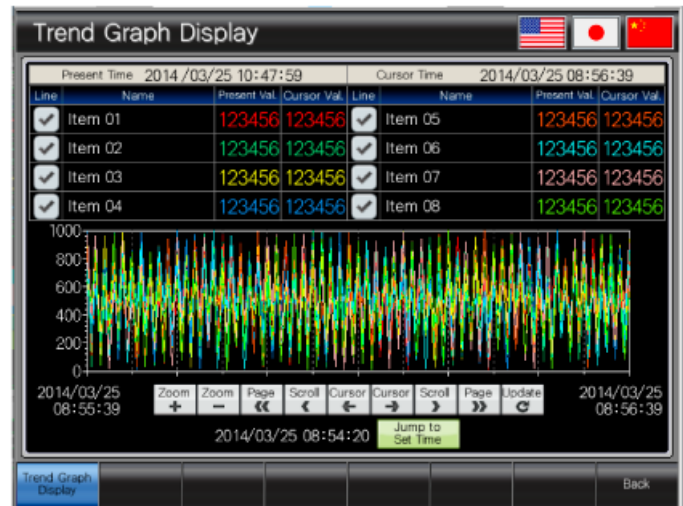 Trend Graph Display
Present Time 2014 /03/25 10:47:59 Cursor Time 2014/03/25 08:56:39
Line Name Present Val. Cursor Val. Line Name Present Val. Cursor Val.
Item 01 123456 123456 Item 05 123456 123456
Item 02 123456 123456 Item 06 123456 123456
Item 03 123456 123456 Item 07 123456 123456
Item 04 123456 123456 Item 08 123456 123456
1000
800
600
400
200
0
2014/03/25 08:55:39
Zoom + Zoom - Page « Scroll ‹ Cursor ← Cursor → Scroll › Page » Update
2014/03/25 08:56:39
2014/03/25 08:54:20 Jump to Set Time
Trend Graph Display Back